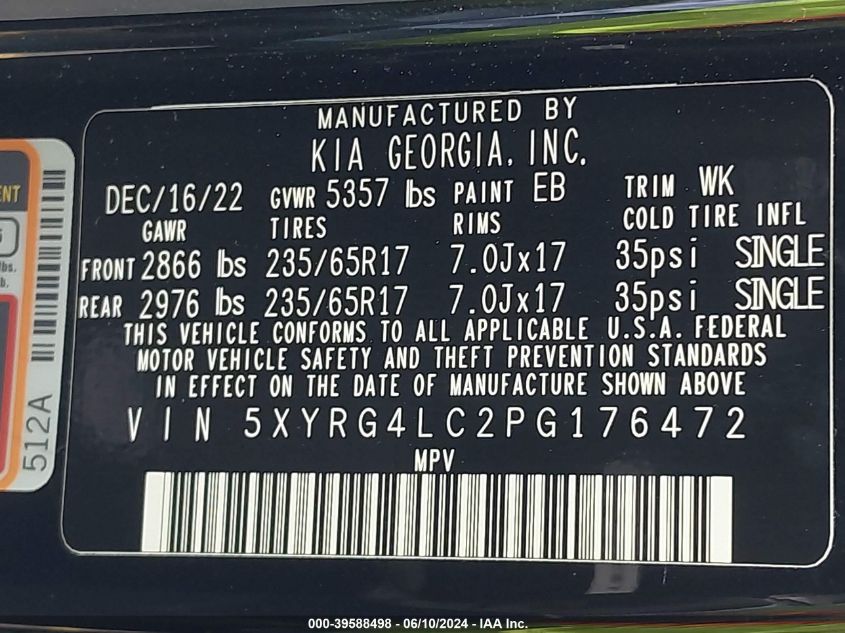 MANUFACTURED BY
KIA GEORGIA, INC.
DEC/16/22 GVWR 5357 lbs PAINT EB TRIM WK
GAWR TIRES RIMS COLD TIRE INFL
FRONT 2866 lbs 235/65R17 7.0Jx17 35psi SINGLE
REAR 2976 lbs 235/65R17 7.0Jx17 35psi SINGLE
THIS VEHICLE CONFORMS TO ALL APPLICABLE U.S.A. FEDERAL
MOTOR VEHICLE SAFETY AND THEFT PREVENTION STANDARDS
IN EFFECT ON THE DATE OF MANUFACTURE SHOWN ABOVE
VIN 5XYRG4LC2PG176472
MPV
512A
000-39588498 - 06/10/2024 - IAA Inc.